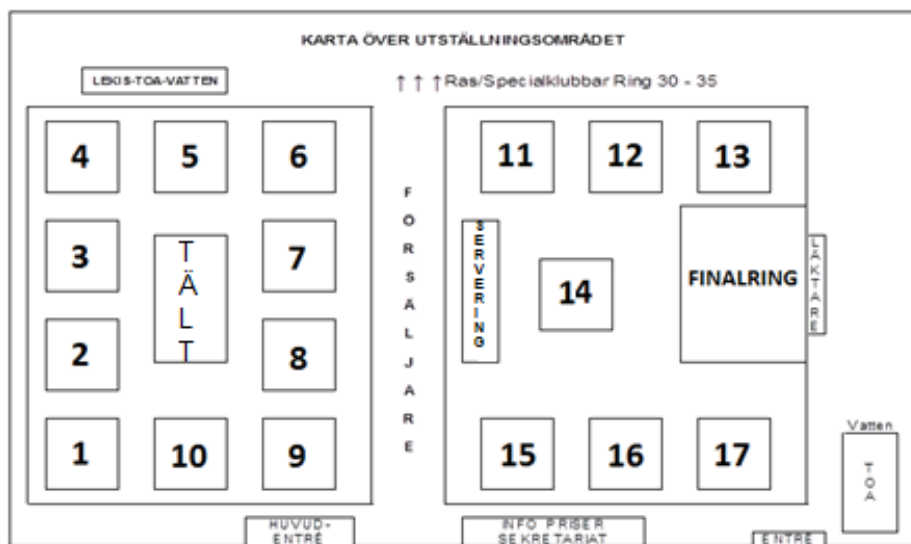 KARTA ÖVER UTSTÄLLNINGSOMRÅDET
LEKIS-TOA-VATTEN
↑ ↑ ↑ Ras/Specialklubbar Ring 30 - 35
4 5 6
11 12 13
3
TÄLT
7
FORSALJARE
SERVERING
14
FINALRING
LÄKTARE
2
8
1 10 9
15 16 17
Vatten
TOA
HUVUD-
ENTRÉ
INFO PRISER
SEKRETARIAT
ENTRÉ